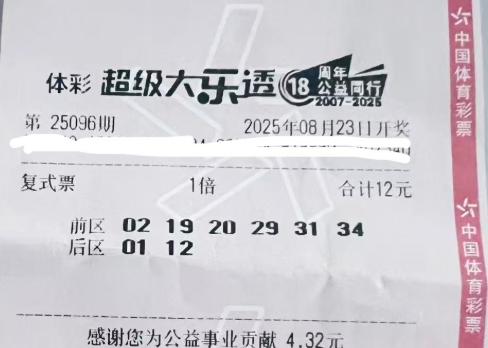 体彩 超级大乐透 18周年 公益同行 2007-2025
第 25096期 2025年08月23日开奖
复式票 1倍 合计12元
前区 02 19 20 29 31 34
后区 01 12
感谢您为公益事业贡献 4.32元
中国体育彩票
中国体育彩票